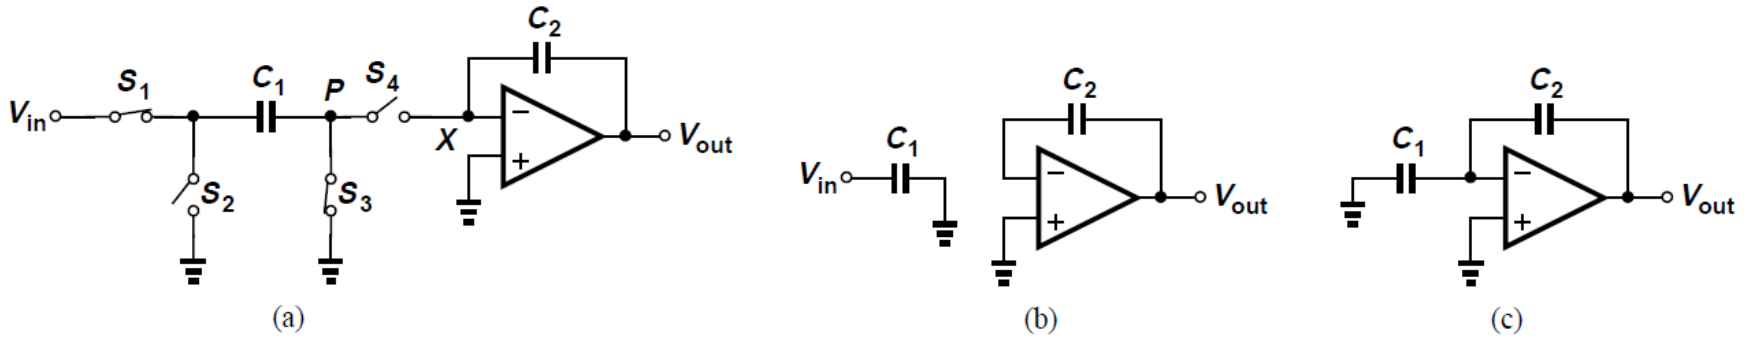 C2
S1
C1
P
S4
Vin
X
−
+
Vout
S2
S3
(a)
C2
C1
Vin
−
+
Vout
(b)
C2
C1
−
+
Vout
(c)